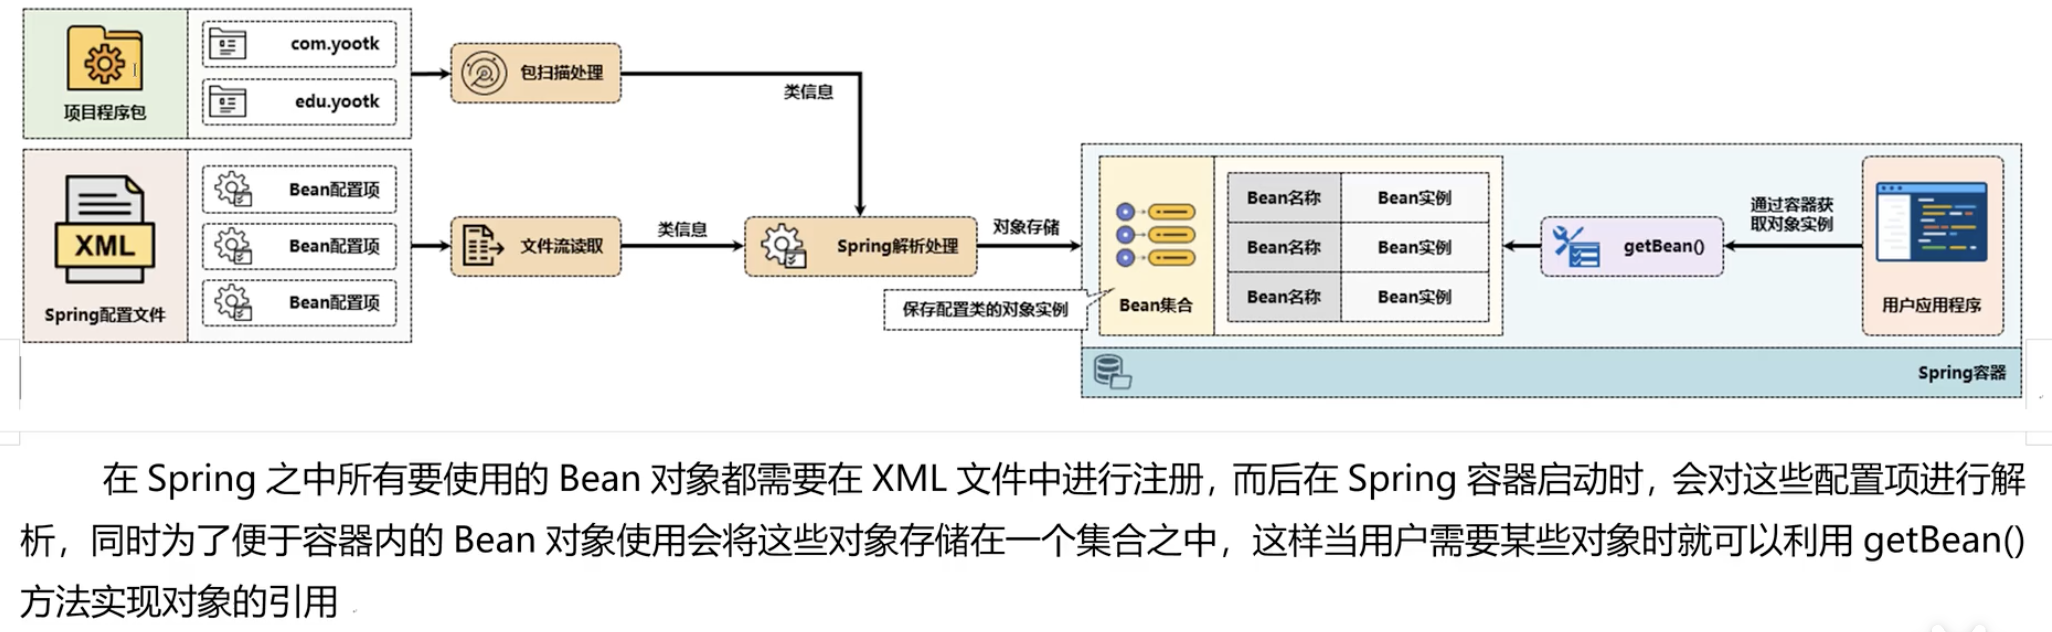 com.yootk
edu.yootk
项目程序包
包扫描处理
类信息
XML
Spring配置文件
Bean配置项
Bean配置项
Bean配置项
文件流读取
类信息
Spring解析处理
对象存储
保存配置类的对象实例
Bean集合
Bean名称 Bean实例
Bean名称 Bean实例
Bean名称 Bean实例
getBean()
通过容器获
取对象实例
用户应用程序
Spring容器
在 Spring 之中所有要使用的 Bean 对象都需要在 XML 文件中进行注册，而后在 Spring 容器启动时，会对这些配置项进行解
析，同时为了便于容器内的 Bean 对象使用会将这些对象存储在一个集合之中，这样当用户需要某些对象时就可以利用 getBean()
方法实现对象的引用